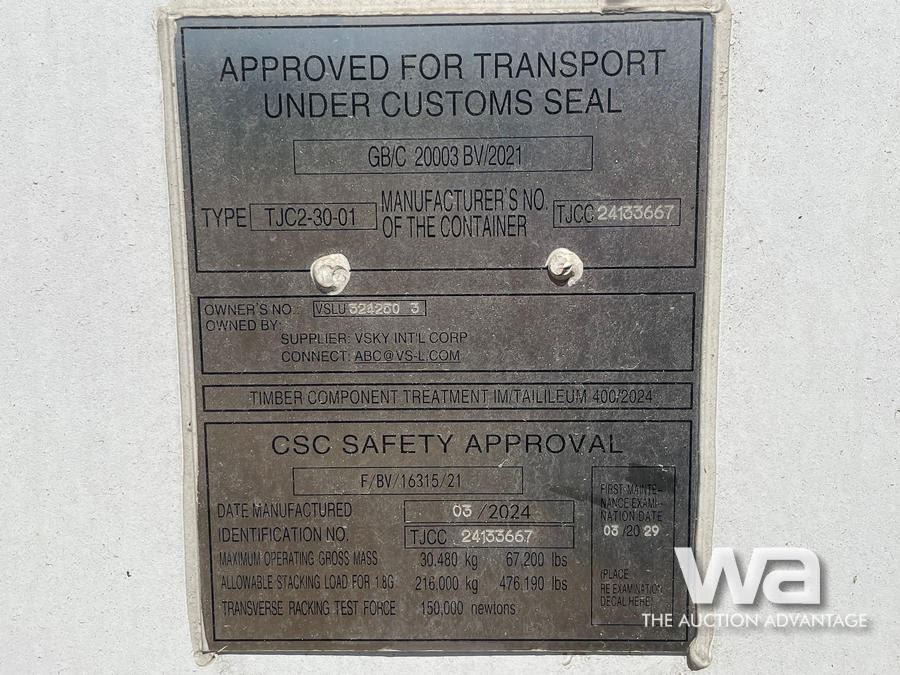 APPROVED FOR TRANSPORT
UNDER CUSTOMS SEAL
GB/C 20003 BV/2021
TYPE TJC2-30-01 MANUFACTURER'S NO. OF THE CONTAINER TJCC 24133667
OWNER'S NO.: VSLU 324280 3
OWNED BY:
SUPPLIER: VSKY INT'L CORP
CONNECT: ABC@VS-L.COM
TIMBER COMPONENT TREATMENT IM/TAILILEUM 400/2024
CSC SAFETY APPROVAL
F/BV/16315/21
DATE MANUFACTURED 03 /2024
IDENTIFICATION NO. TJCC 24133667
MAXIMUM OPERATING GROSS MASS 30.480 kg 67.200 lbs
ALLOWABLE STACKING LOAD FOR 1.8G 216,000 kg 476.190 lbs
TRANSVERSE RACKING TEST FORCE 150,000 newtons
FIRST MAINTE-
NANCE EXAMI-
NATION DATE
03 /20 29
(PLACE
RE EXAMINATION
DECAL HERE)
wa
THE AUCTION ADVANTAGE